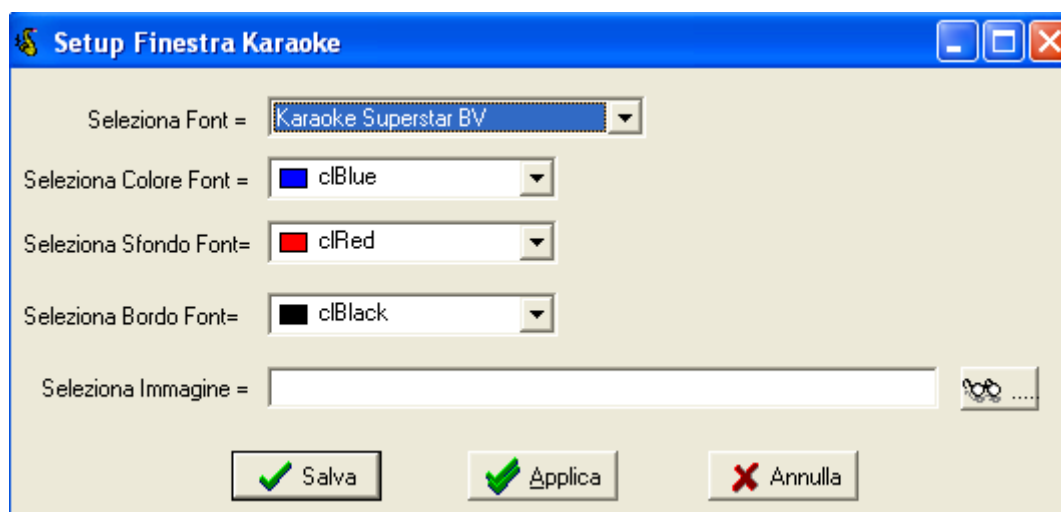 Setup Finestra Karaoke
Seleziona Font = Karaoke Superstar BV
Seleziona Colore Font = clBlue
Seleziona Sfondo Font= clRed
Seleziona Bordo Font= clBlack
Seleziona Immagine = .....
Salva Applica Annulla